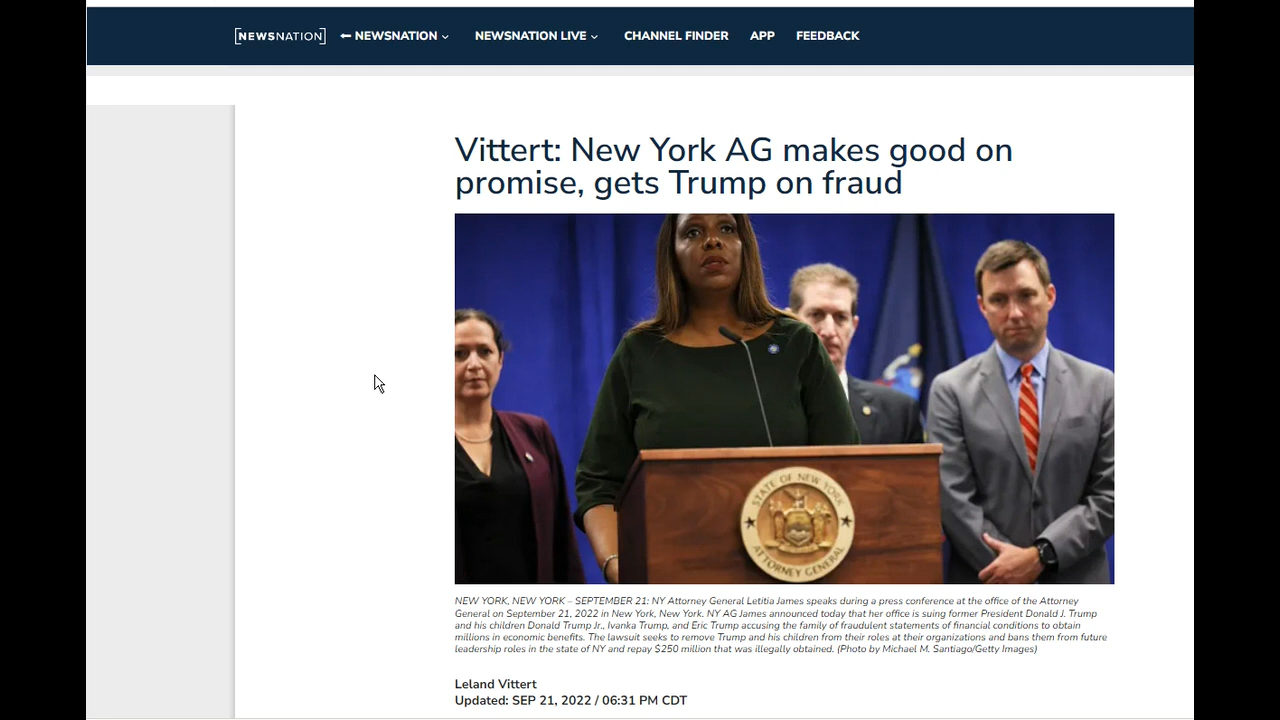 [NEWSNATION] NEWSNATION NEWSNATION LIVE CHANNEL FINDER APP FEEDBACK
Vittert: New York AG makes good on
promise, gets Trump on fraud
STATE OF NEW YORK
ATTORNEY GENERAL
NEW YORK, NEW YORK – SEPTEMBER 21: NY Attorney General Letitia James speaks during a press conference at the office of the Attorney
General on September 21, 2022 in New York, New York. NY AG James announced today that her office is suing former President Donald J. Trump
and his children Donald Trump Jr., Ivanka Trump, and Eric Trump accusing the family of fraudulent statements of financial conditions to obtain
millions in economic benefits. The lawsuit seeks to remove Trump and his children from their roles at their organizations and bans them from future
leadership roles in the state of NY and repay $250 million that was illegally obtained. (Photo by Michael M. Santiago/Getty Images)
Leland Vittert
Updated: SEP 21, 2022 / 06:31 PM CDT